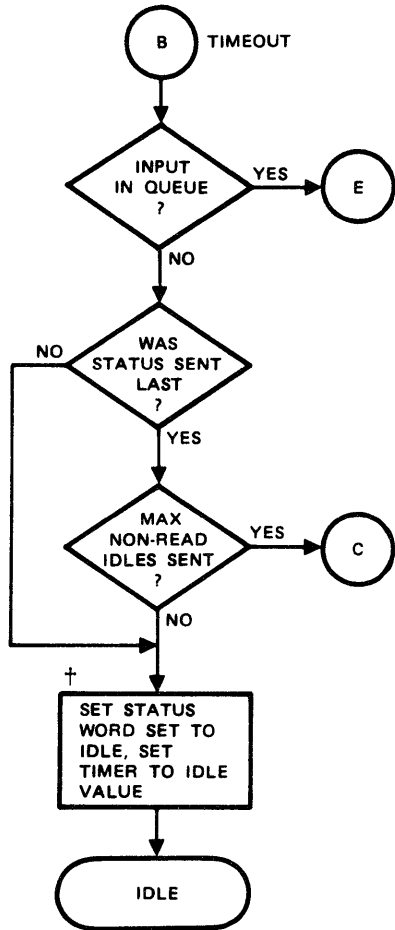 B TIMEOUT
INPUT
IN QUEUE
?
YES
E
NO
NO
WAS
STATUS SENT
LAST
?
YES
MAX
NON-READ
IDLES SENT
?
YES
C
NO
†
SET STATUS
WORD SET TO
IDLE, SET
TIMER TO IDLE
VALUE
IDLE